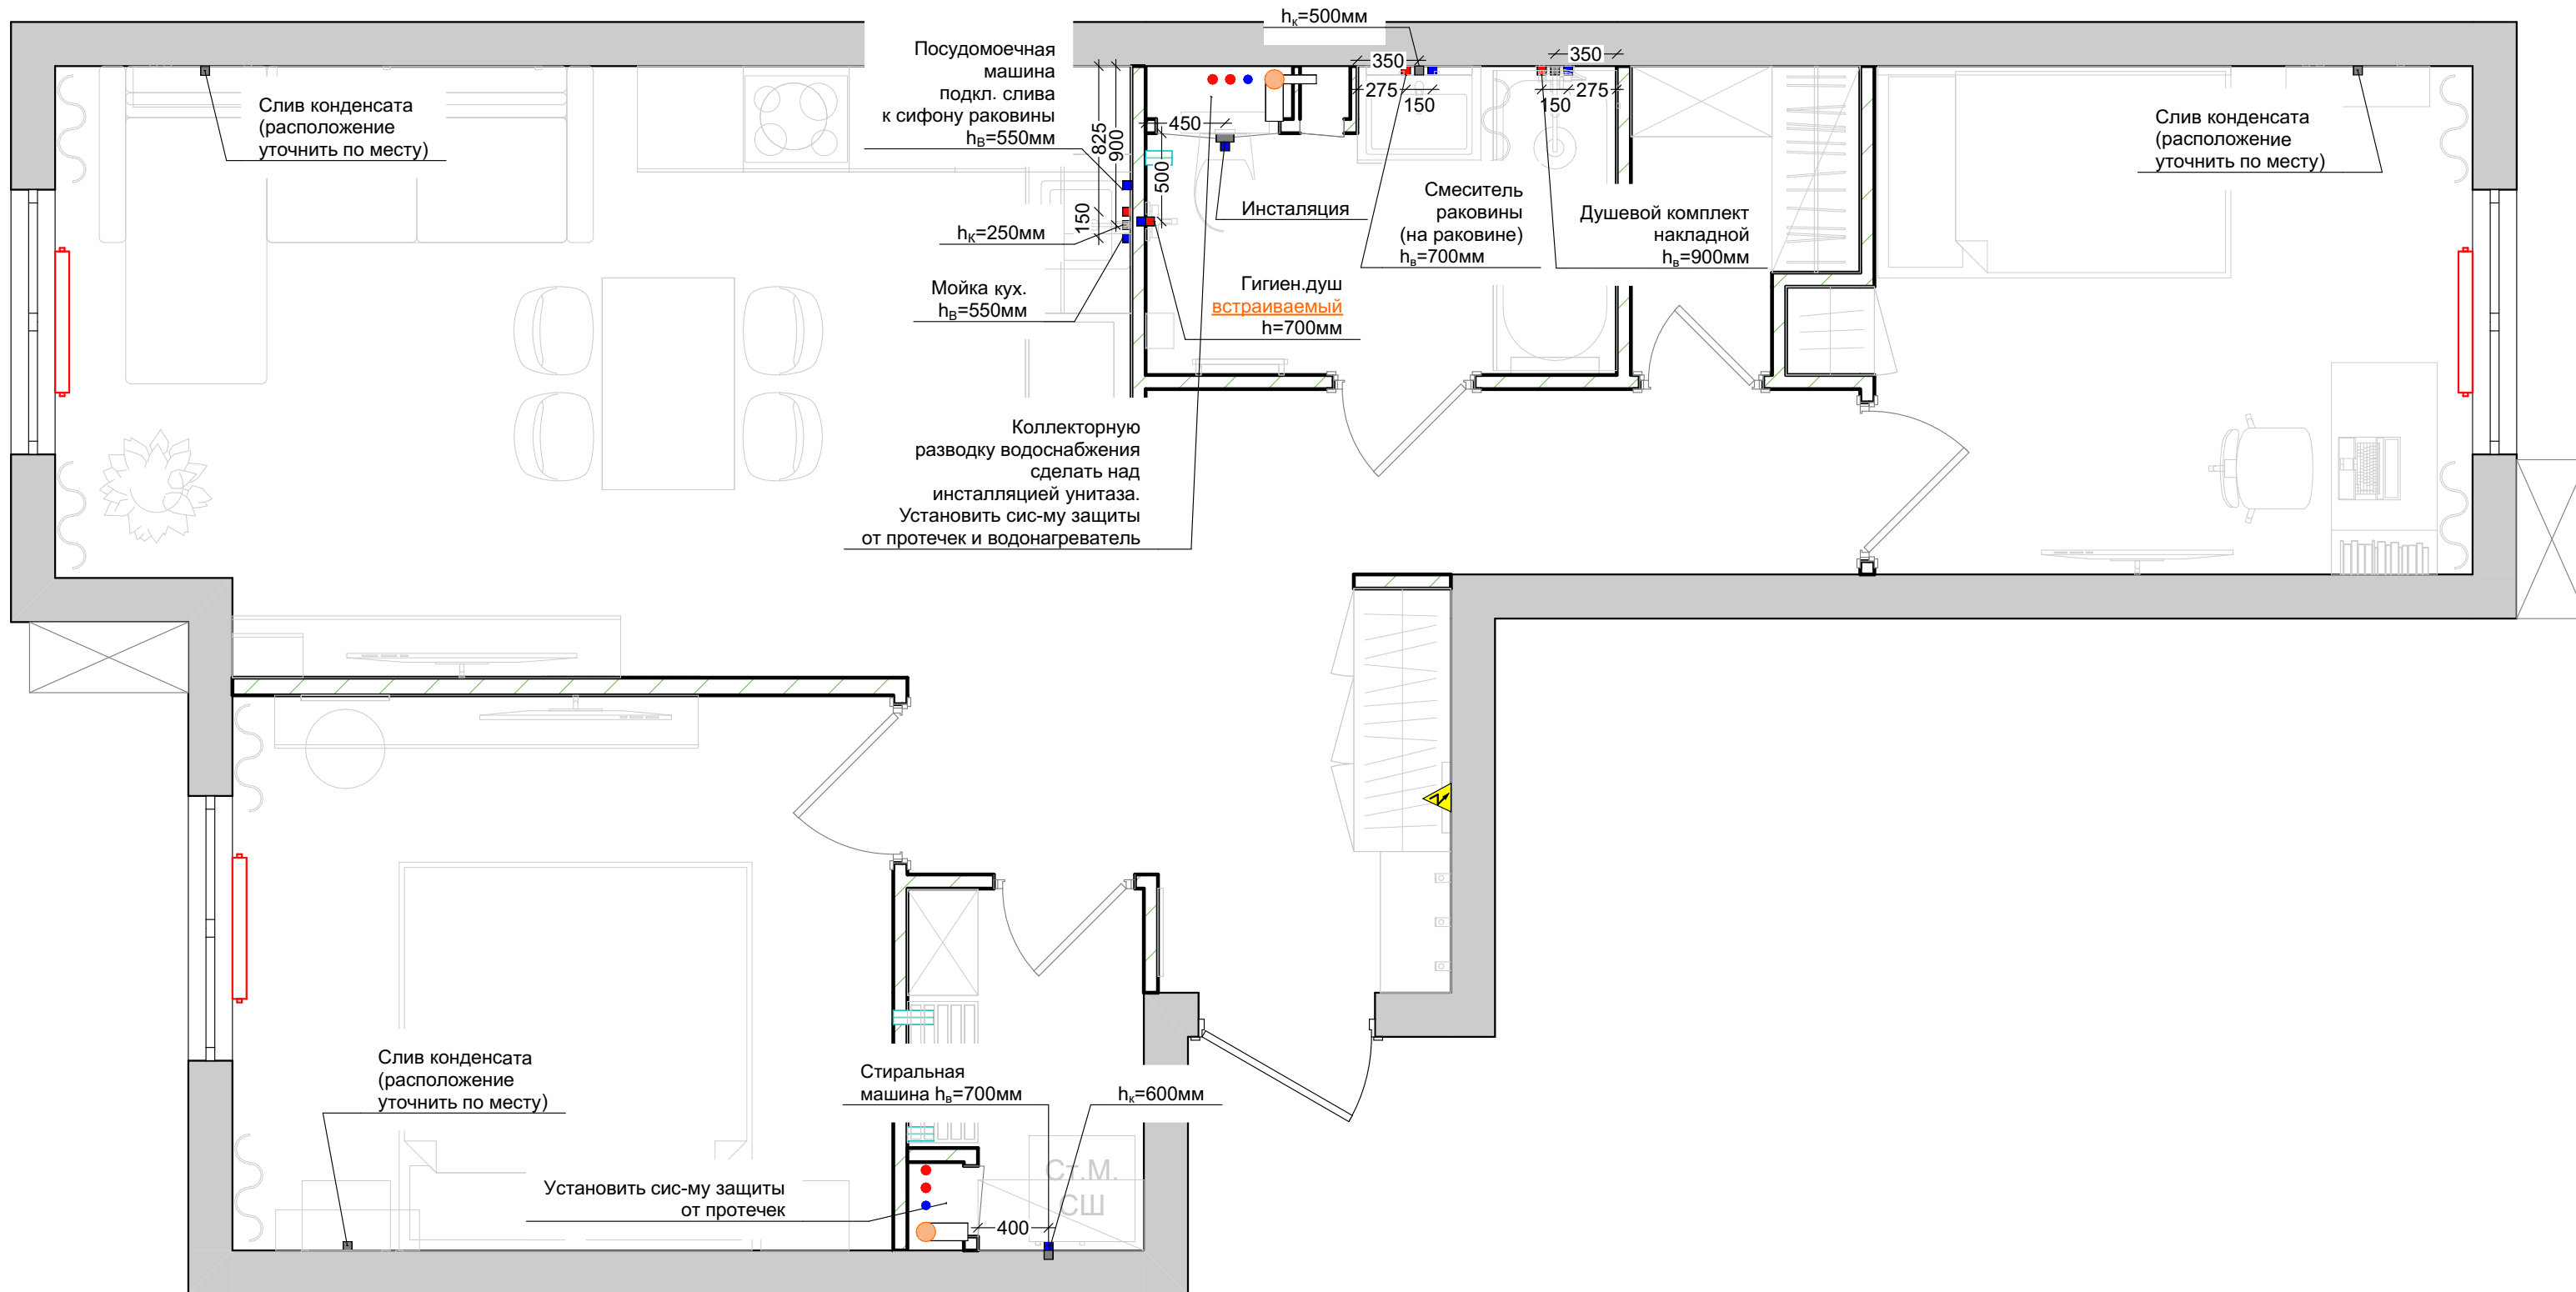 hк=500мм
Посудомоечная
машина
подкл. слива
к сифону раковины
hВ=550мм
Слив конденсата
(расположение
уточнить по месту)
825
900
150
hК=250мм
Мойка кух.
hВ=550мм
450
500
Инсталяция
Гигиен.душ
встраиваемый
h=700мм
350
275
150
Смеситель
раковины
(на раковине)
hв=700мм
350
275
150
Душевой комплект
накладной
hв=900мм
Слив конденсата
(расположение
уточнить по месту)
Коллекторную
разводку водоснабжения
сделать над
инсталляцией унитаза.
Установить сис-му защиты
от протечек и водонагреватель
Слив конденсата
(расположение
уточнить по месту)
Стиральная
машина hв=700мм
hк=600мм
Установить сис-му защиты
от протечек
400
Ст.М.
СШ